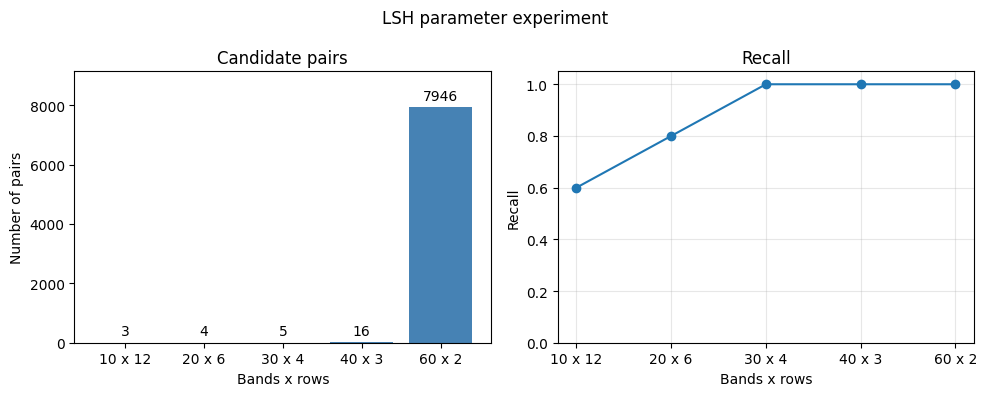 LSH parameter experiment
Candidate pairs
Number of pairs
8000
6000
4000
2000
0
3
4
5
16
7946
10 x 12
20 x 6
30 x 4
40 x 3
60 x 2
Bands x rows
Recall
Recall
1.0
0.8
0.6
0.4
0.2
0.0
10 x 12
20 x 6
30 x 4
40 x 3
60 x 2
Bands x rows